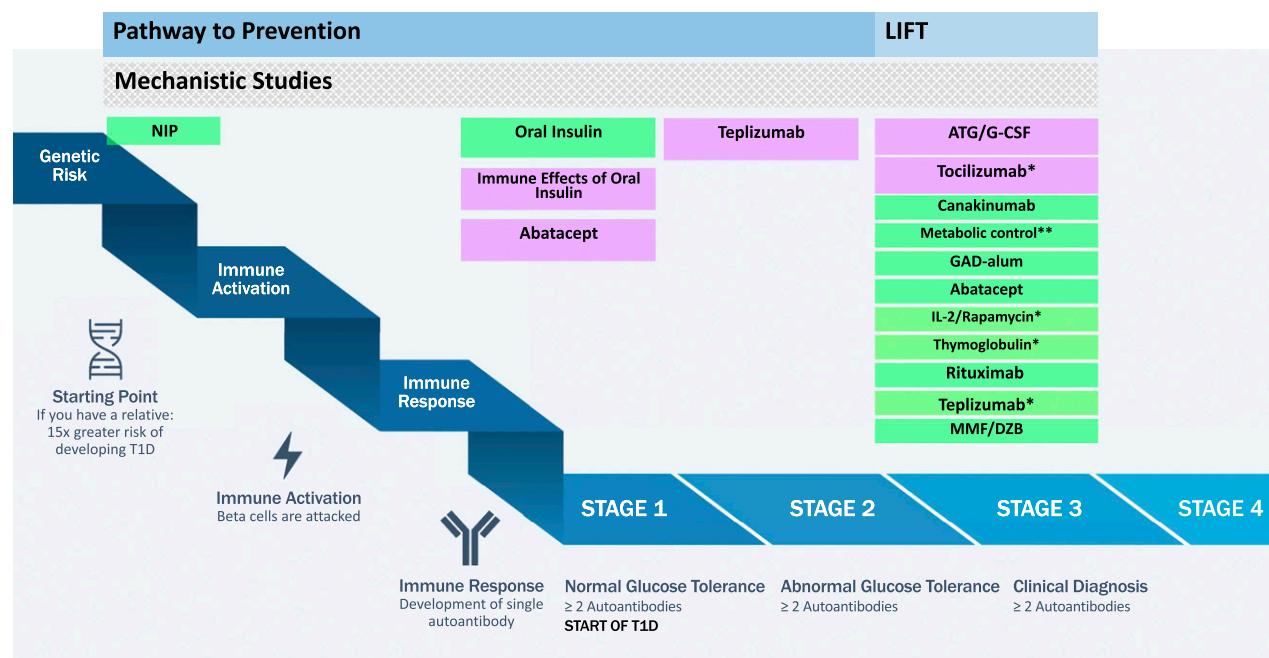 Pathway to Prevention
LIFT
Mechanistic Studies
NIP
Oral Insulin
Teplizumab
ATG/G-CSF
Genetic
Risk
Immune Effects of Oral
Insulin
Tocilizumab*
Canakinumab
Abatacept
Metabolic control**
GAD-alum
Immune
Activation
Abatacept
IL-2/Rapamycin*
Thymoglobulin*
Rituximab
Immune
Response
Teplizumab*
MMF/DZB
Starting Point
If you have a relative:
15x greater risk of
developing T1D
Immune Activation
Beta cells are attacked
STAGE 1
STAGE 2
STAGE 3
STAGE 4
Immune Response
Development of single
autoantibody
Normal Glucose Tolerance
≥ 2 Autoantibodies
START OF T1D
Abnormal Glucose Tolerance
≥ 2 Autoantibodies
Clinical Diagnosis
≥ 2 Autoantibodies